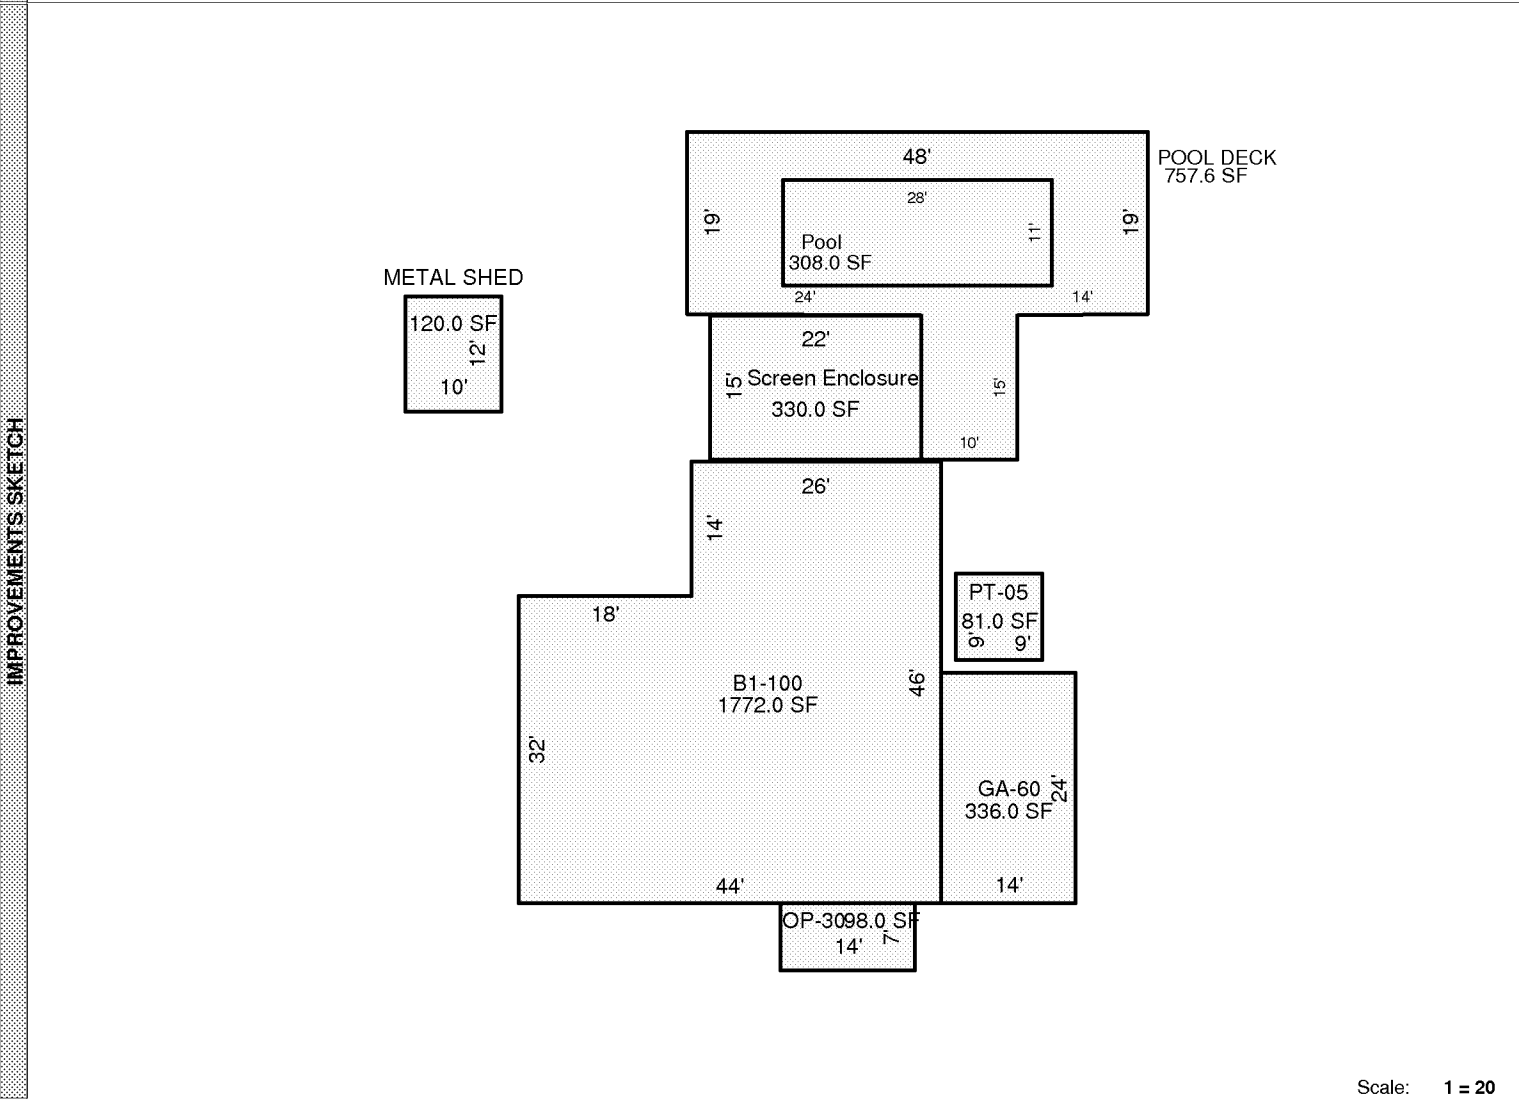 IMPROVEMENTS SKETCH
48'
POOL DECK
757.6 SF
28'
19'
11'
19'
Pool
308.0 SF
24'
14'
METAL SHED
120.0 SF
12'
10'
22'
15'
Screen Enclosure
330.0 SF
15'
10'
26'
14'
18'
PT-05
81.0 SF
9'
9'
B1-100
1772.0 SF
46'
32'
GA-60
336.0 SF
24'
44'
14'
OP-30 98.0 SF
14'
7'
Scale: 1 = 20